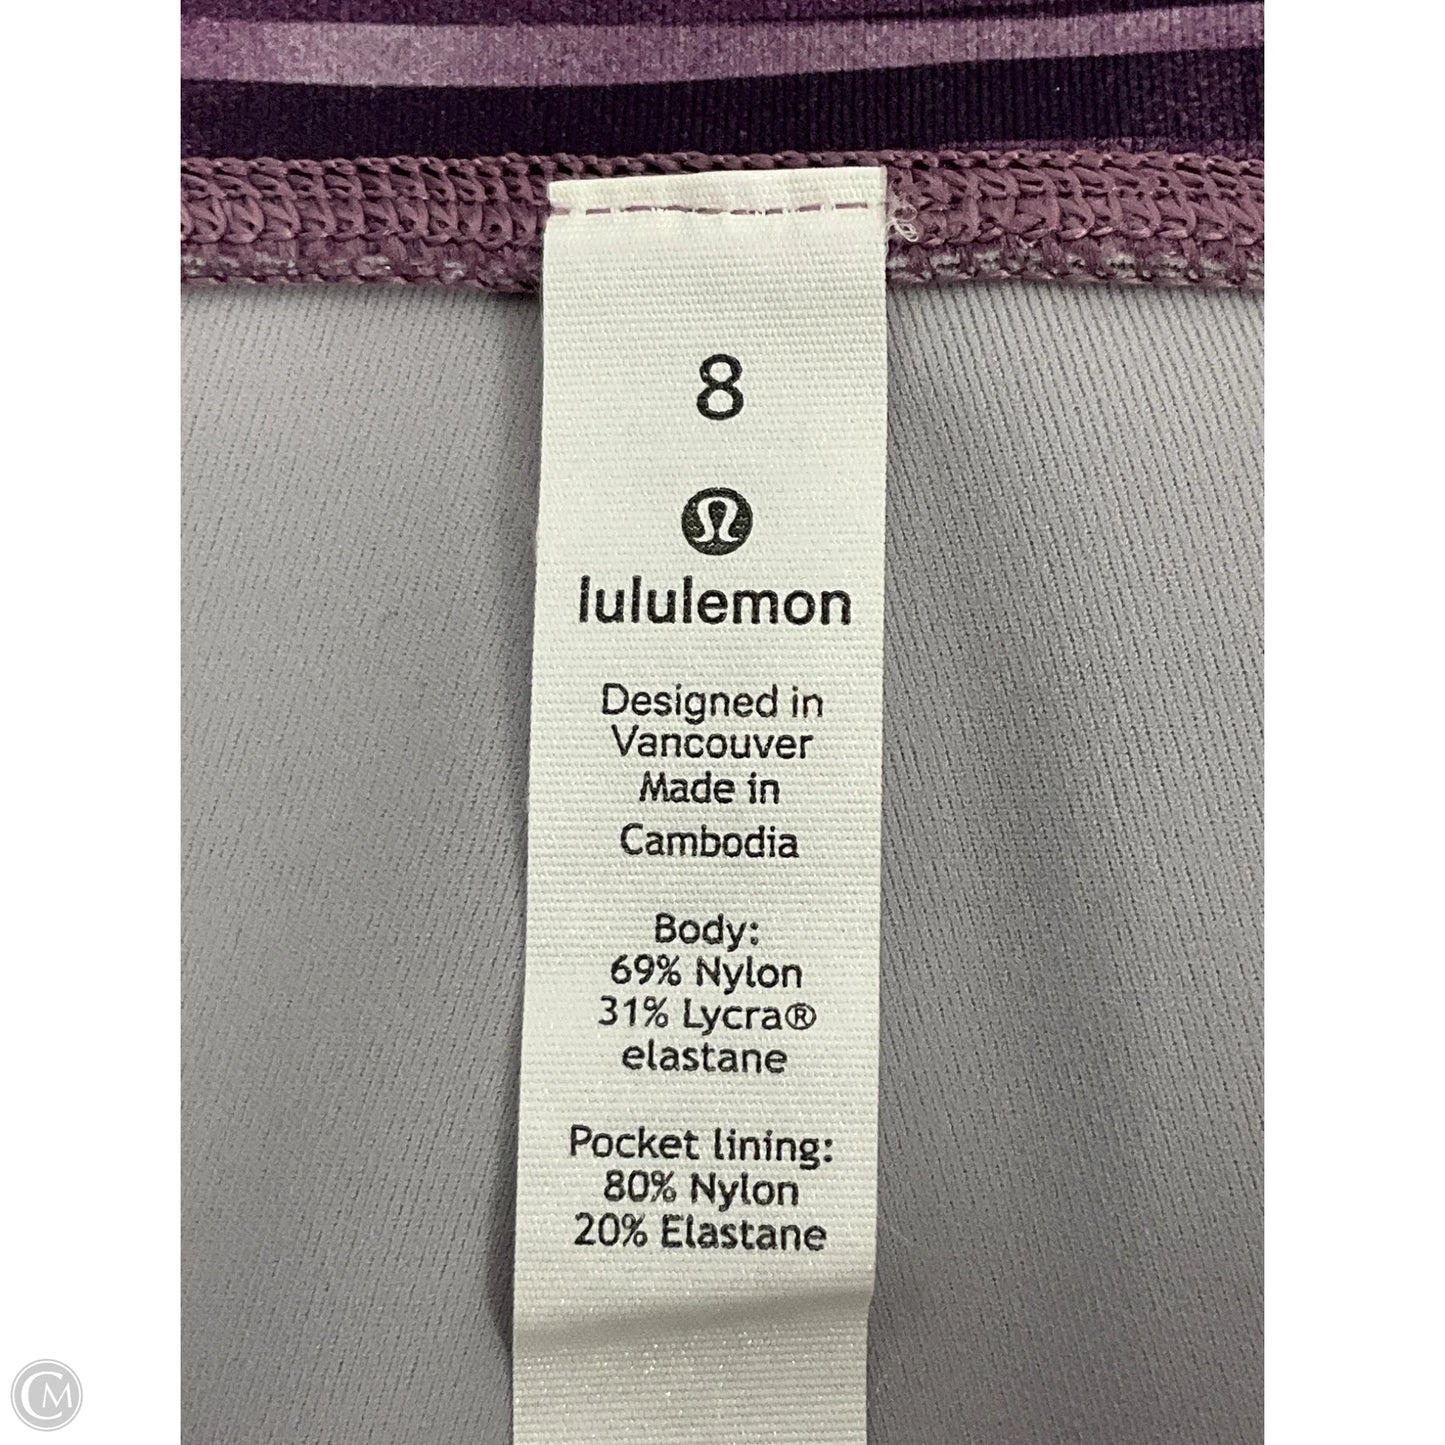 8
lululemon
Designed in
Vancouver
Made in
Cambodia
Body:
69% Nylon
31% Lycra®
elastane
Pocket lining:
80% Nylon
20% Elastane
CM